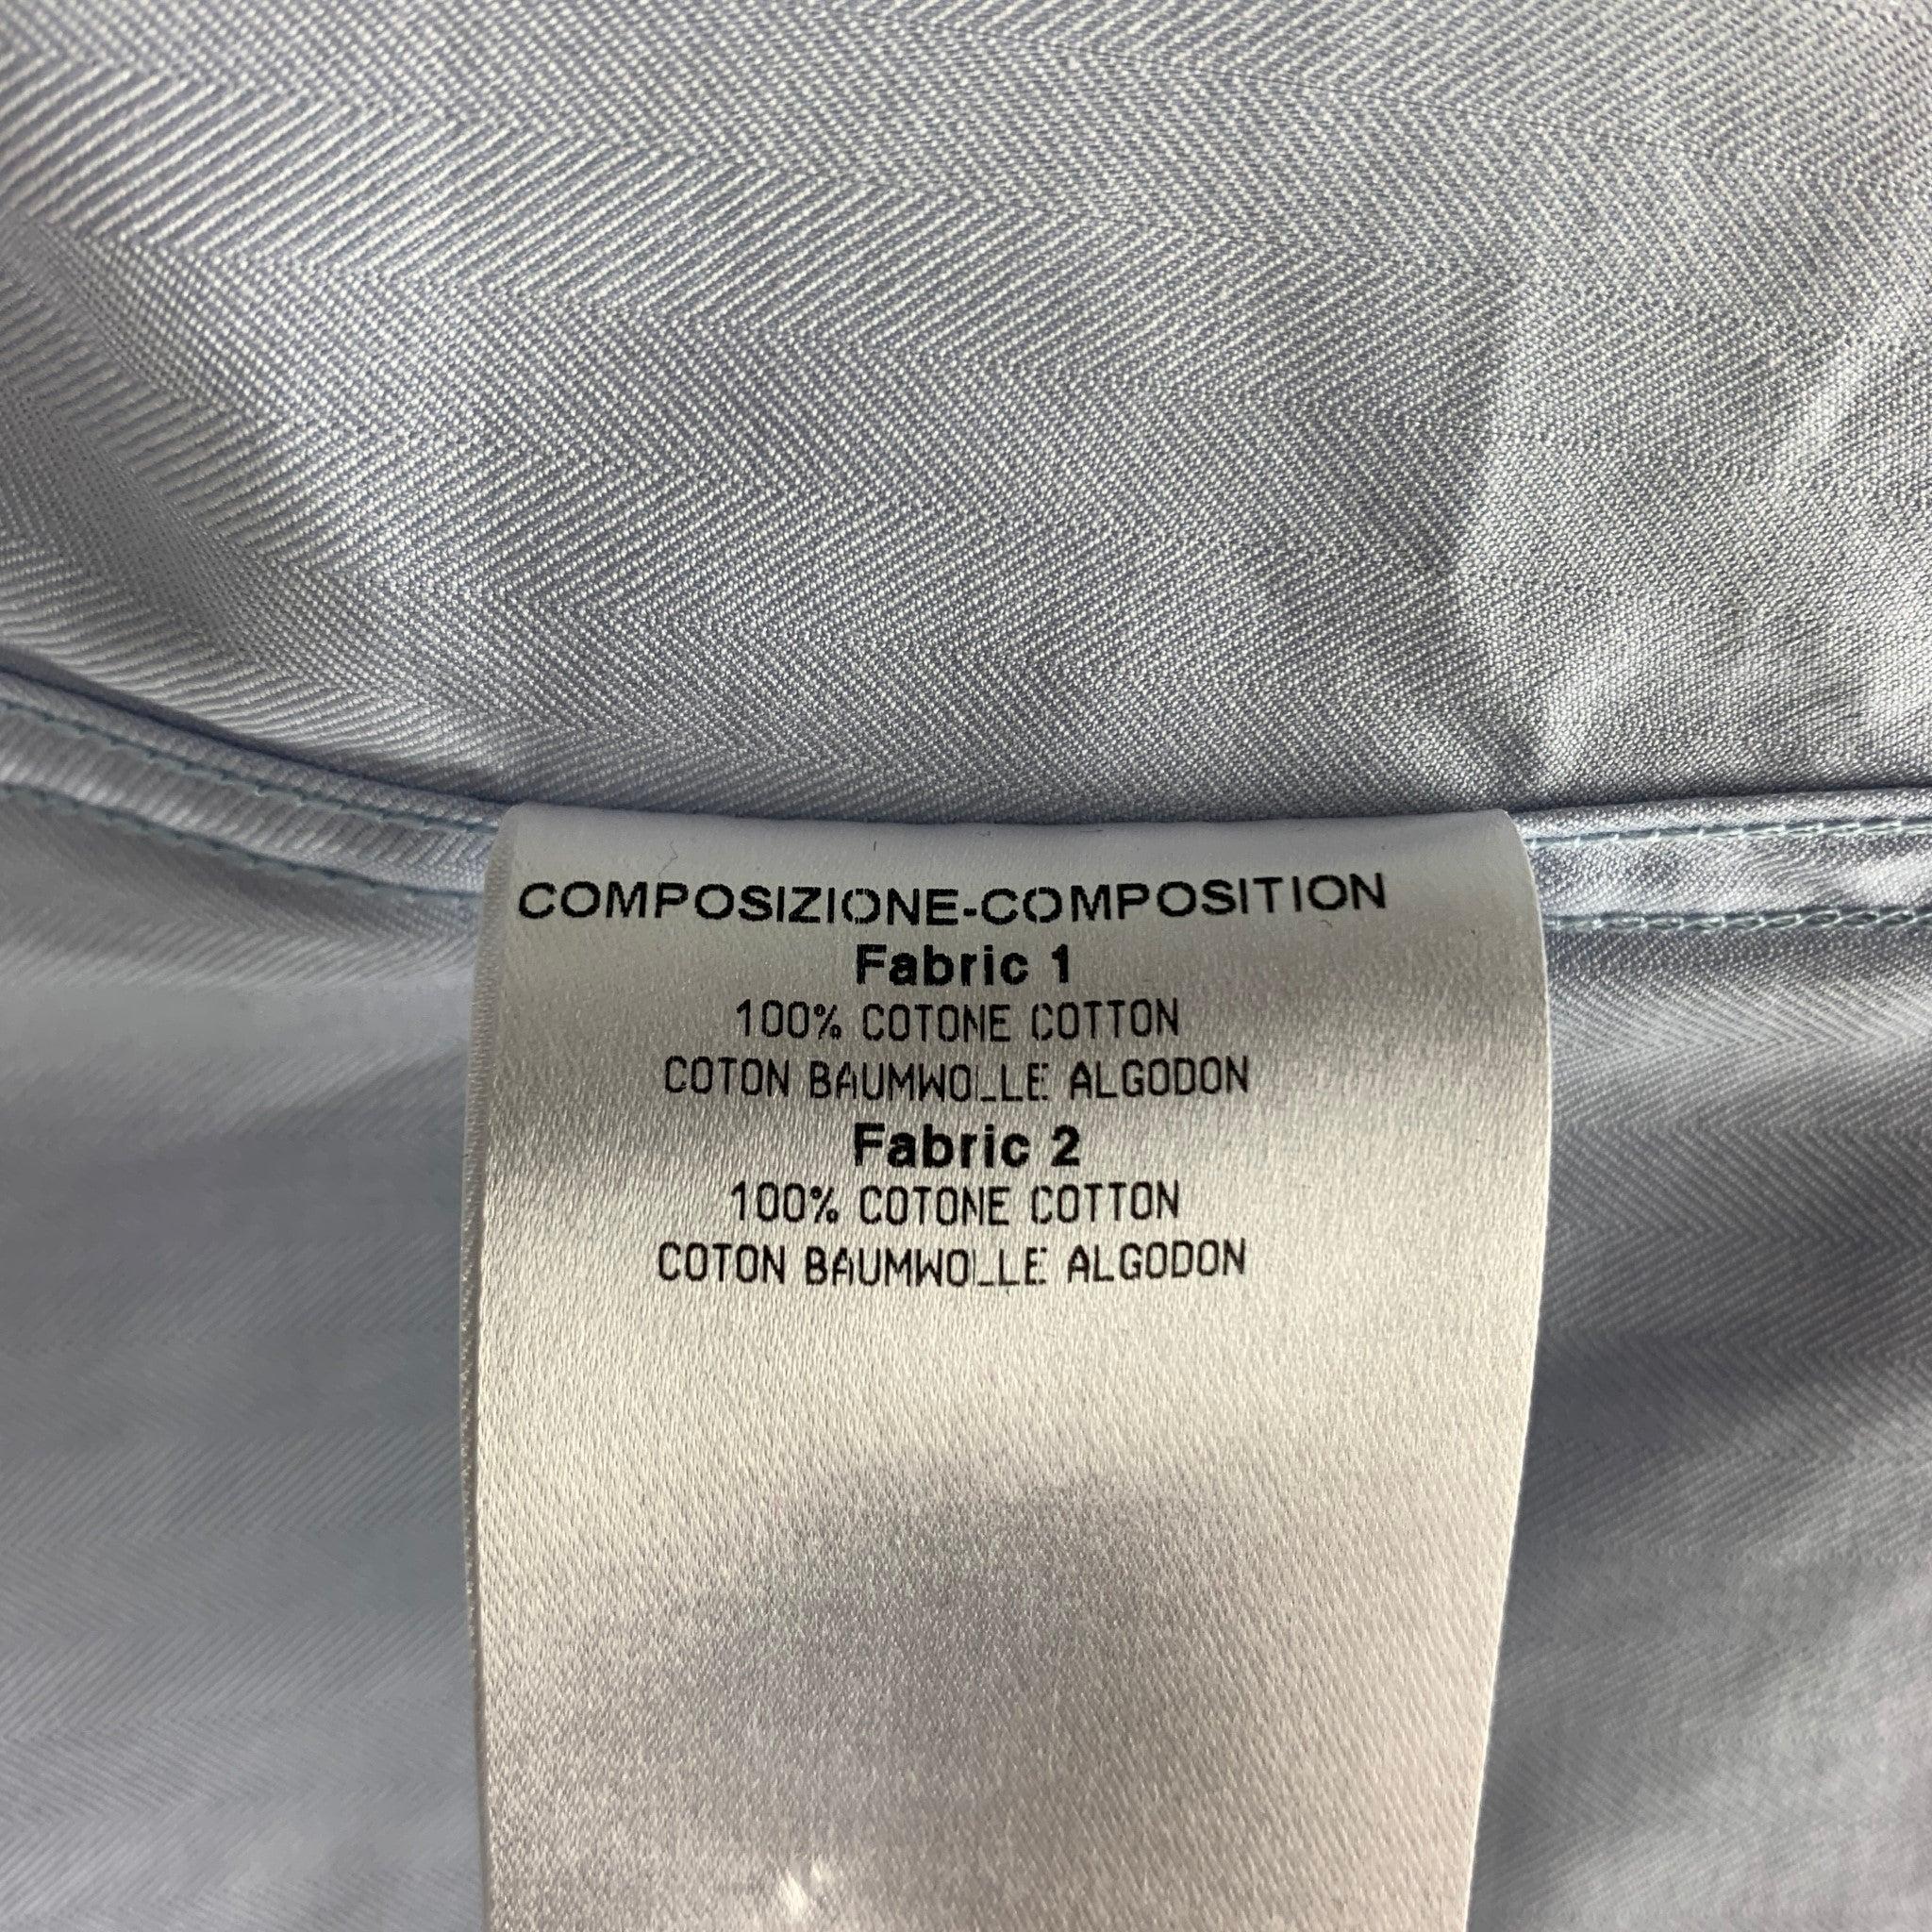 COMPOSIZIONE-COMPOSITION
Fabric 1
100% COTONE COTTON
COTON BAUMWOLLE ALGODON
Fabric 2
100% COTONE COTTON
COTON BAUMWOLLE ALGODON